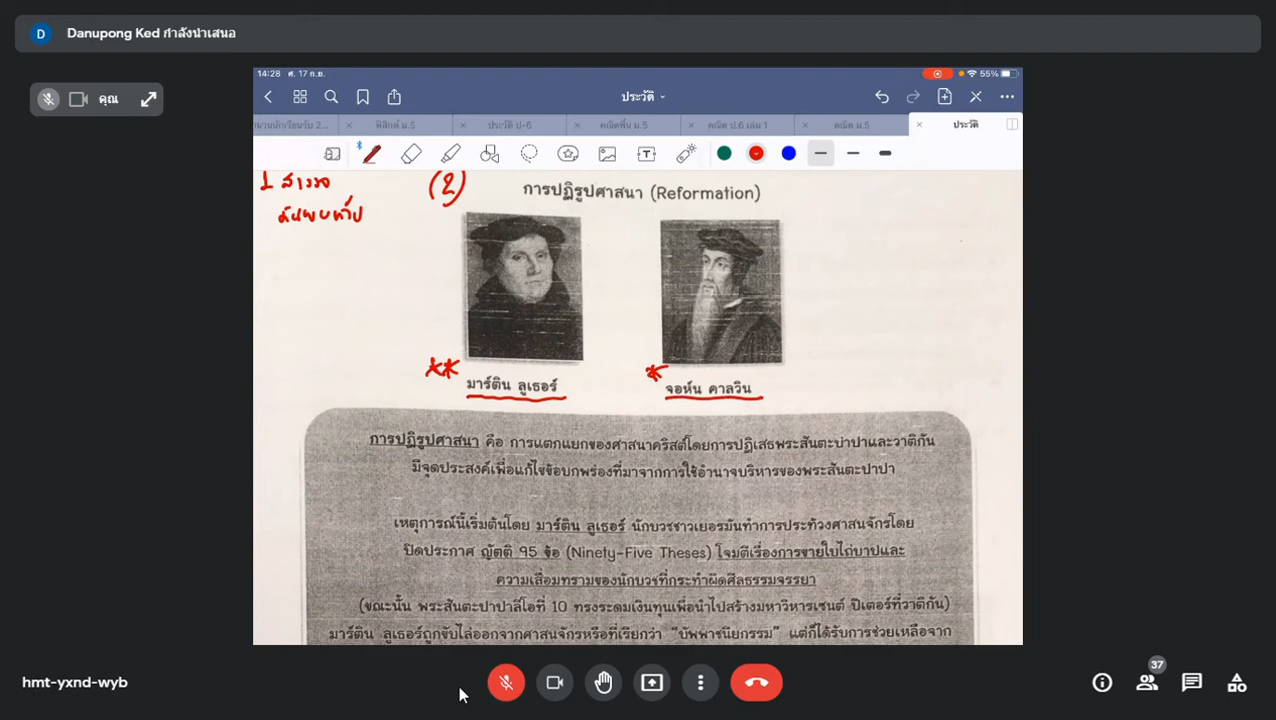 D Danupong Ked กำลังนำเสนอ
คุณ
14:28 ศ. 17 ก.ย.
55%
ประวัติ
านวนนักเรียนรับ 2...
ฟิสิกส์ ม.5
ประวัติ ป-6
คณิตพื้น ม.5
คณิต ป.6 เล่ม 1
คณิต ม.5
ประวัติ
1 สำรวจ
ค้นพบทวีป
(2)
การปฏิรูปศาสนา (Reformation)
** มาร์ติน ลูเธอร์
* จอห์น คาลวิน
การปฏิรูปศาสนา คือ การแตกแยกของศาสนาคริสต์โดยการปฏิเสธพระสันตะปาปาและวาติกัน
มีจุดประสงค์เพื่อแก้ไขข้อบกพร่องที่มาจากการใช้อำนาจบริหารของพระสันตะปาปา
เหตุการณ์นี้เริ่มต้นโดย มาร์ติน ลูเธอร์ นักบวชชาวเยอรมันทำการประท้วงศาสนจักรโดย
ปิดประกาศ ญัตติ 95 ข้อ (Ninety-Five Theses) โจมตีเรื่องการขายใบไถ่บาปและ
ความเสื่อมทรามของนักบวชที่กระทำผิดศีลธรรมจรรยา
(ขณะนั้น พระสันตะปาปาลีโอที่ 10 ทรงระดมเงินทุนเพื่อนำไปสร้างมหาวิหารเซนต์ ปีเตอร์ที่วาติกัน)
มาร์ติน ลูเธอร์ถูกขับไล่ออกจากศาสนจักรหรือที่เรียกว่า "บัพพาชนียกรรม" แต่ก็ได้รับการช่วยเหลือจาก
hmt-yxnd-wyb
37